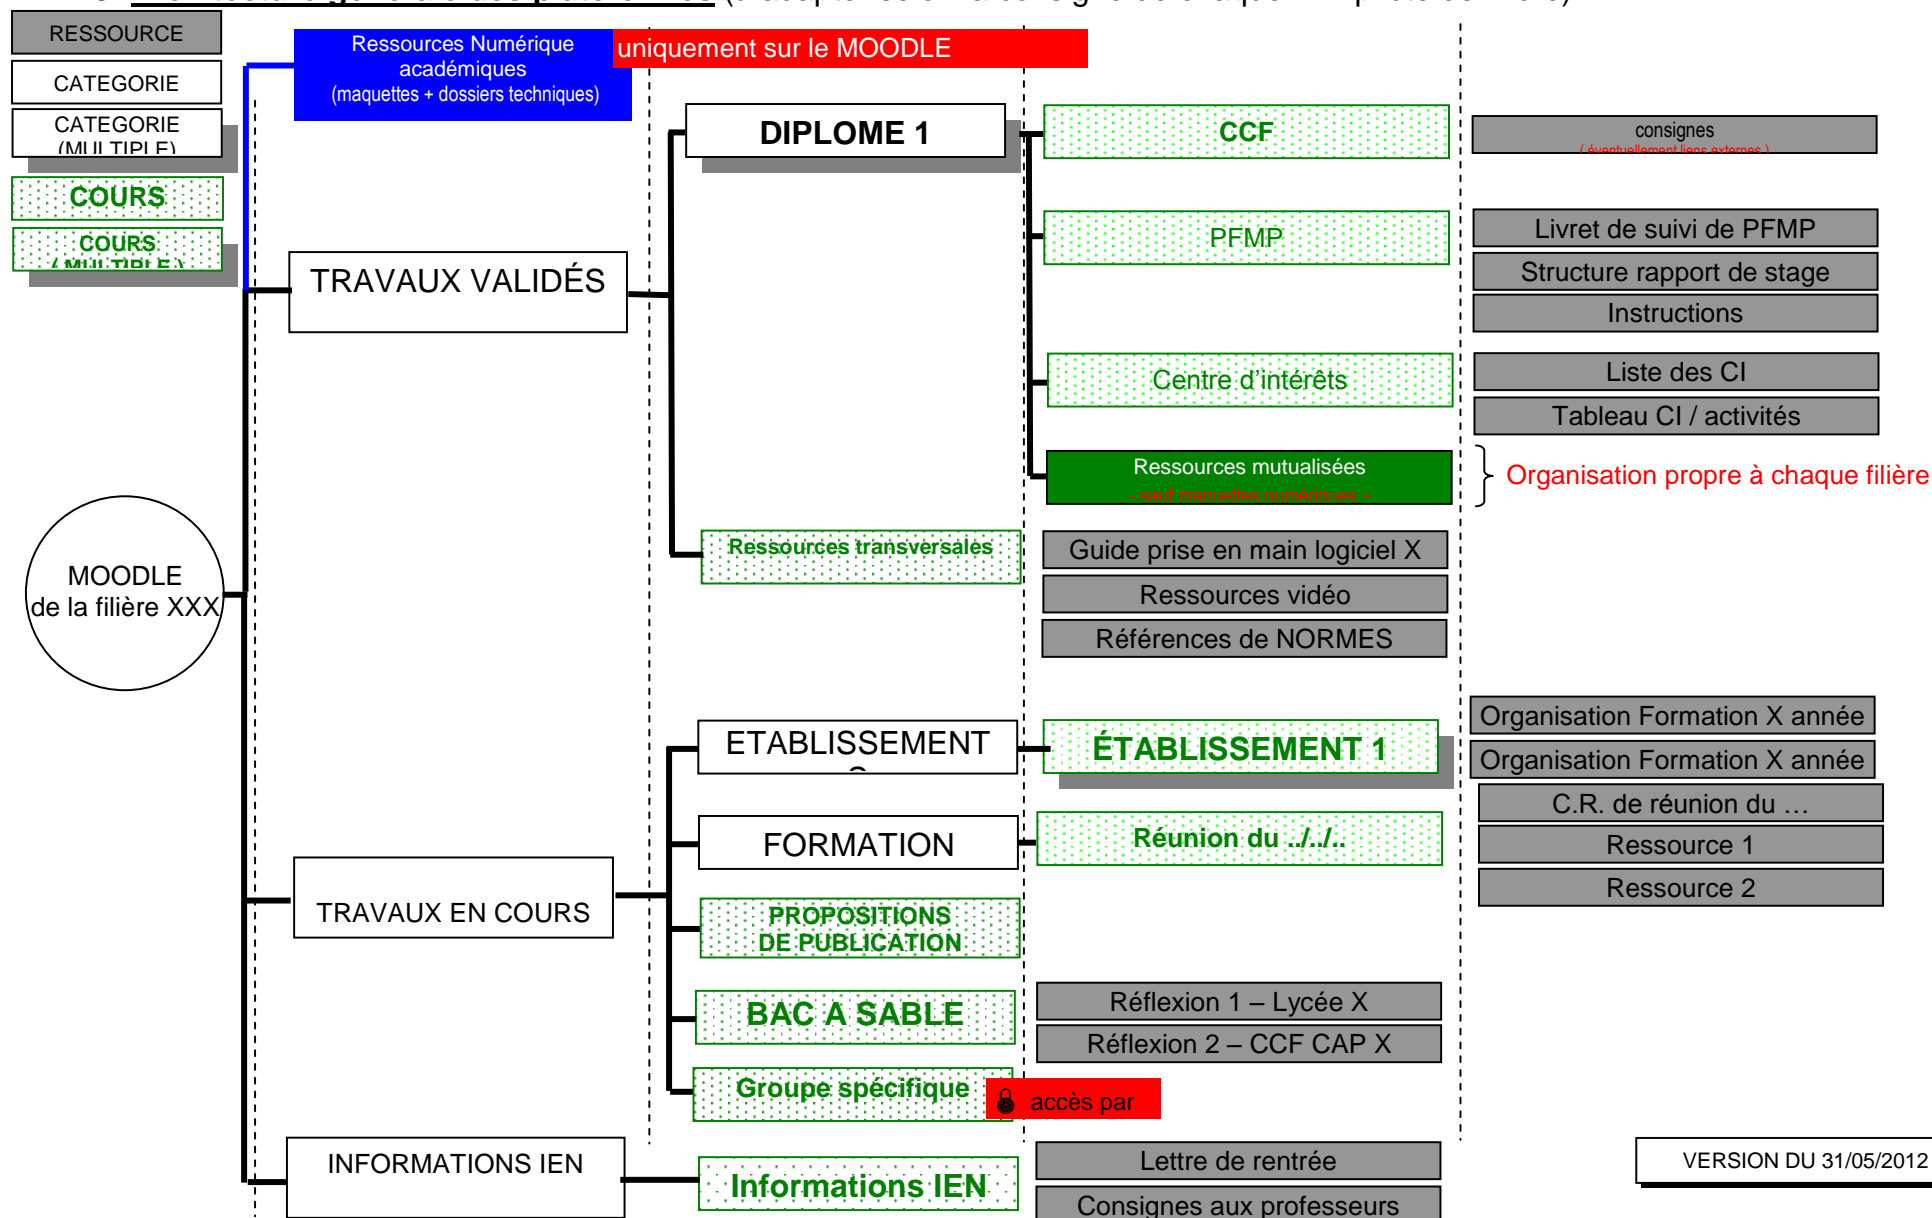 RESSOURCE
CATEGORIE
CATEGORIE
(MULTIPLE)
COURS
COURS
(MULTIPLE)
Ressources Numérique
académiques
(maquettes + dossiers techniques)
uniquement sur le MOODLE
MOODLE
de la filière XXX
TRAVAUX VALIDÉS
DIPLOME 1
CCF
consignes
( éventuellement liens externes )
PFMP
Livret de suivi de PFMP
Structure rapport de stage
Instructions
Centre d'intérêts
Liste des CI
Tableau CI / activités
Ressources mutualisées
- sauf maquettes numériques -
Organisation propre à chaque filière
Ressources transversales
Guide prise en main logiciel X
Ressources vidéo
Références de NORMES
TRAVAUX EN COURS
ETABLISSEMENT
ÉTABLISSEMENT 1
Organisation Formation X année
Organisation Formation X année
FORMATION
Réunion du ../../..
C.R. de réunion du …
Ressource 1
Ressource 2
PROPOSITIONS
DE PUBLICATION
BAC A SABLE
Réflexion 1 – Lycée X
Réflexion 2 – CCF CAP X
Groupe spécifique
accès par
INFORMATIONS IEN
Informations IEN
Lettre de rentrée
Consignes aux professeurs
VERSION DU 31/05/2012